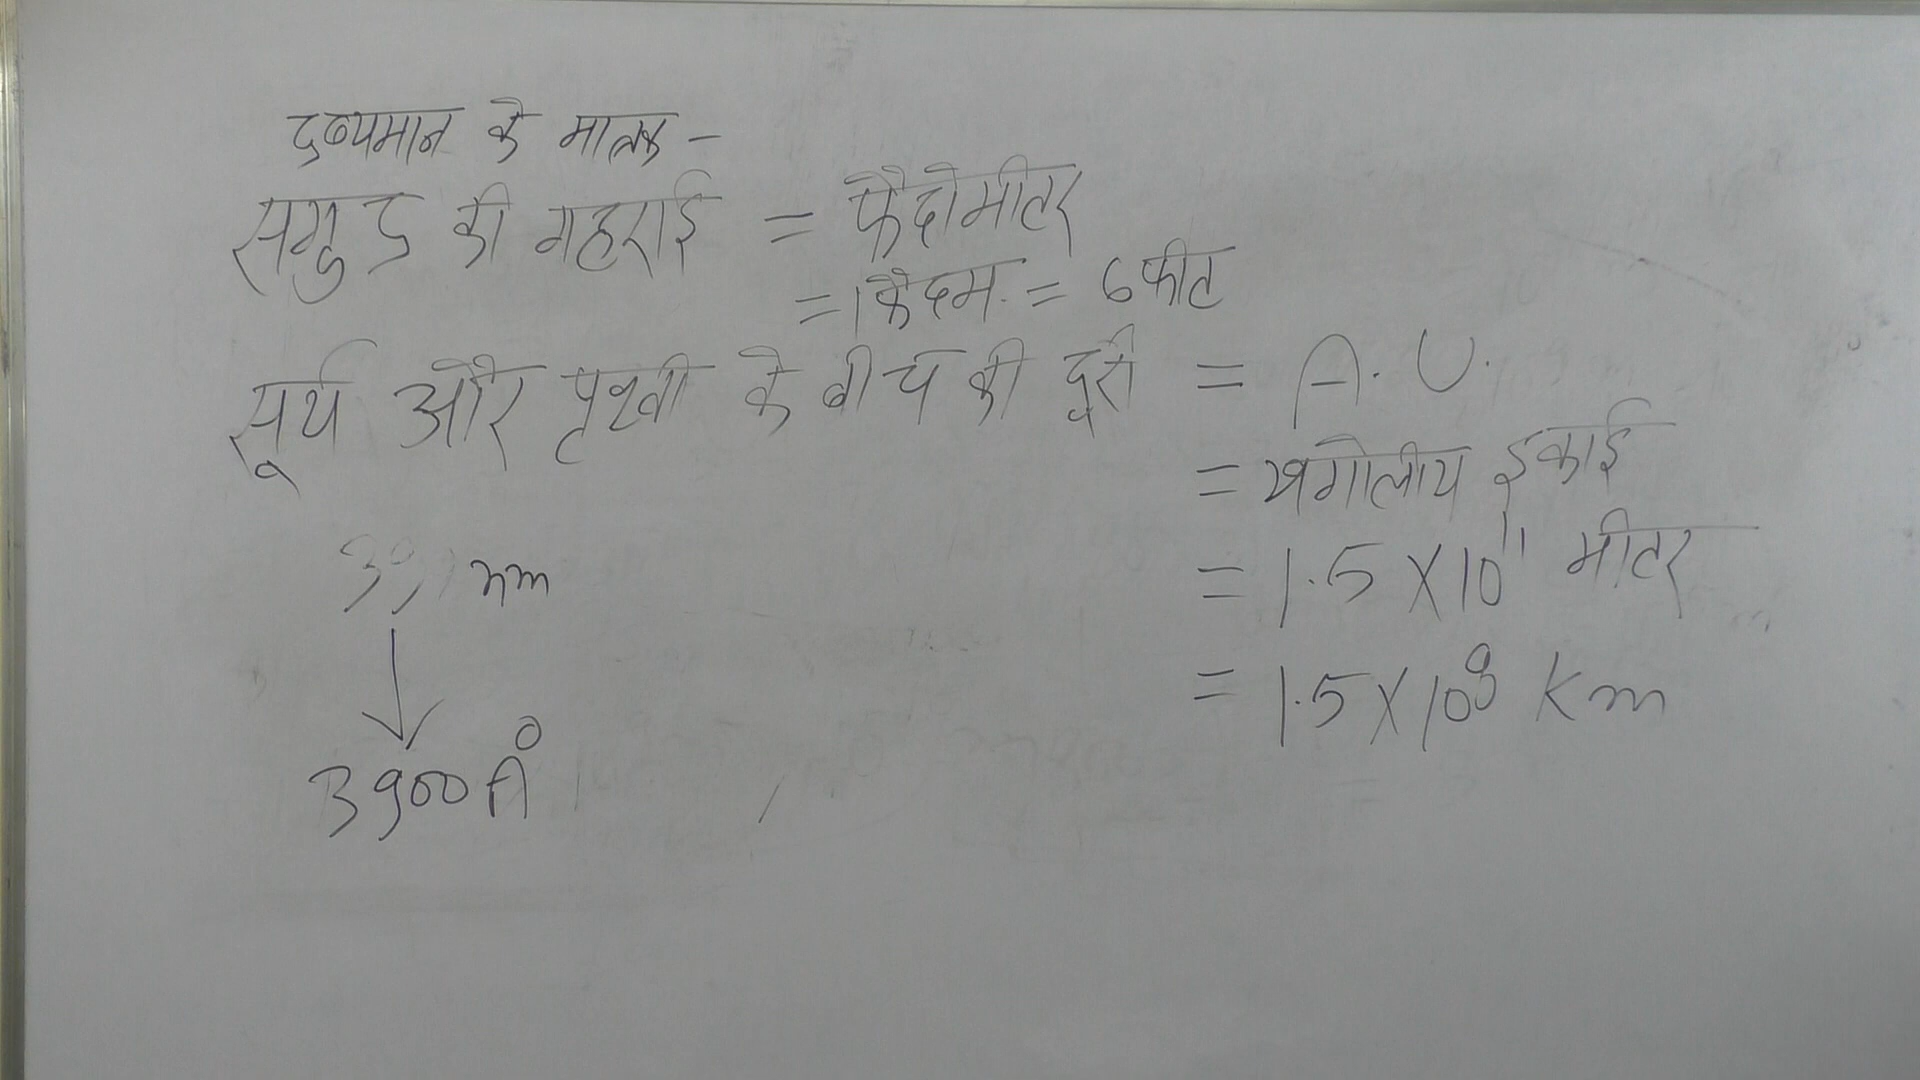 द्रव्यमान के मात्रक -
समुद्र की गहराई = फैदोमीटर
= 1 फैदम. = 6 फीट
सूर्य और पृथ्वी के बीच की दूरी = A.U.
= खगोलीय इकाई
= 1.5 X 10¹¹ मीटर
= 1.5 X 10⁸ Km
nm
↓
3900 Å